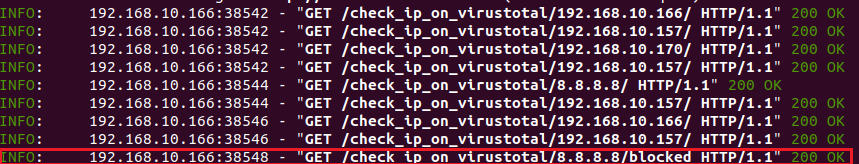 INFO: 192.168.10.166:38542 - "GET /check_ip_on_virustotal/192.168.10.166/ HTTP/1.1" 200 OK
INFO: 192.168.10.166:38542 - "GET /check_ip_on_virustotal/192.168.10.157/ HTTP/1.1" 200 OK
INFO: 192.168.10.166:38542 - "GET /check_ip_on_virustotal/192.168.10.170/ HTTP/1.1" 200 OK
INFO: 192.168.10.166:38542 - "GET /check_ip_on_virustotal/192.168.10.157/ HTTP/1.1" 200 OK
INFO: 192.168.10.166:38544 - "GET /check_ip_on_virustotal/8.8.8.8/ HTTP/1.1" 200 OK
INFO: 192.168.10.166:38544 - "GET /check_ip_on_virustotal/192.168.10.157/ HTTP/1.1" 200 OK
INFO: 192.168.10.166:38546 - "GET /check_ip_on_virustotal/192.168.10.166/ HTTP/1.1" 200 OK
INFO: 192.168.10.166:38546 - "GET /check_ip_on_virustotal/192.168.10.157/ HTTP/1.1" 200 OK
INFO: 192.168.10.166:38548 - "GET /check_ip_on_virustotal/8.8.8.8/blocked HTTP/1.1" 200 OK